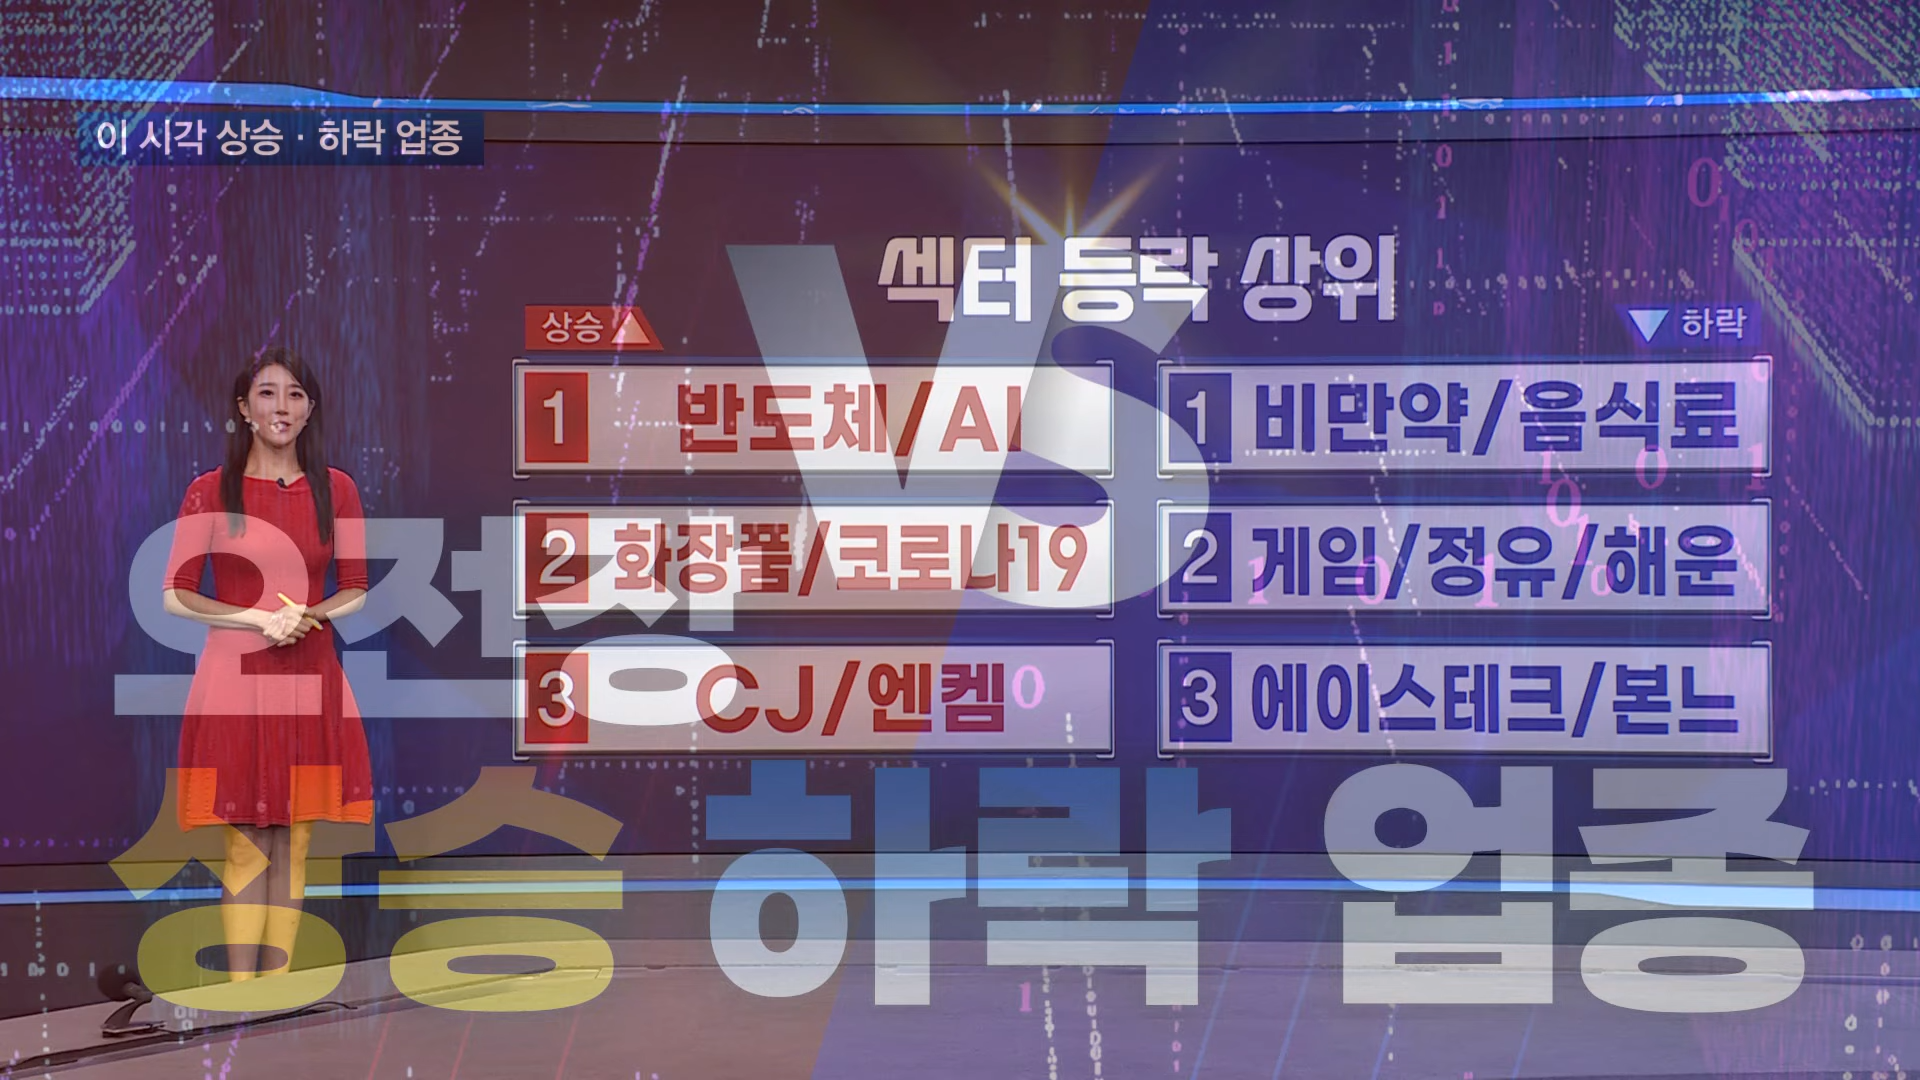 이 시각 상승 · 하락 업종
섹터 등락 상위
상승 ▲
▼ 하락
1 반도체/AI
1 비만약/음식료
2 화장품/코로나19
2 게임/정유/해운
3 CJ/엔켐
3 에이스테크/본느
VS
오전장
상승 하락 업종